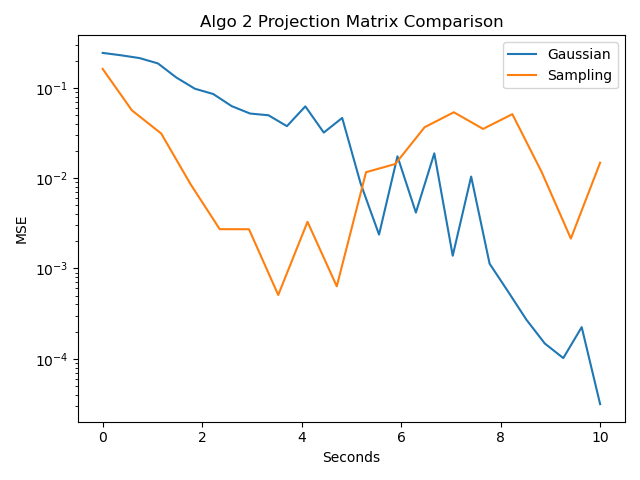 Algo 2 Projection Matrix Comparison
Gaussian
Sampling
MSE
10⁻¹
10⁻²
10⁻³
10⁻⁴
0 2 4 6 8 10
Seconds